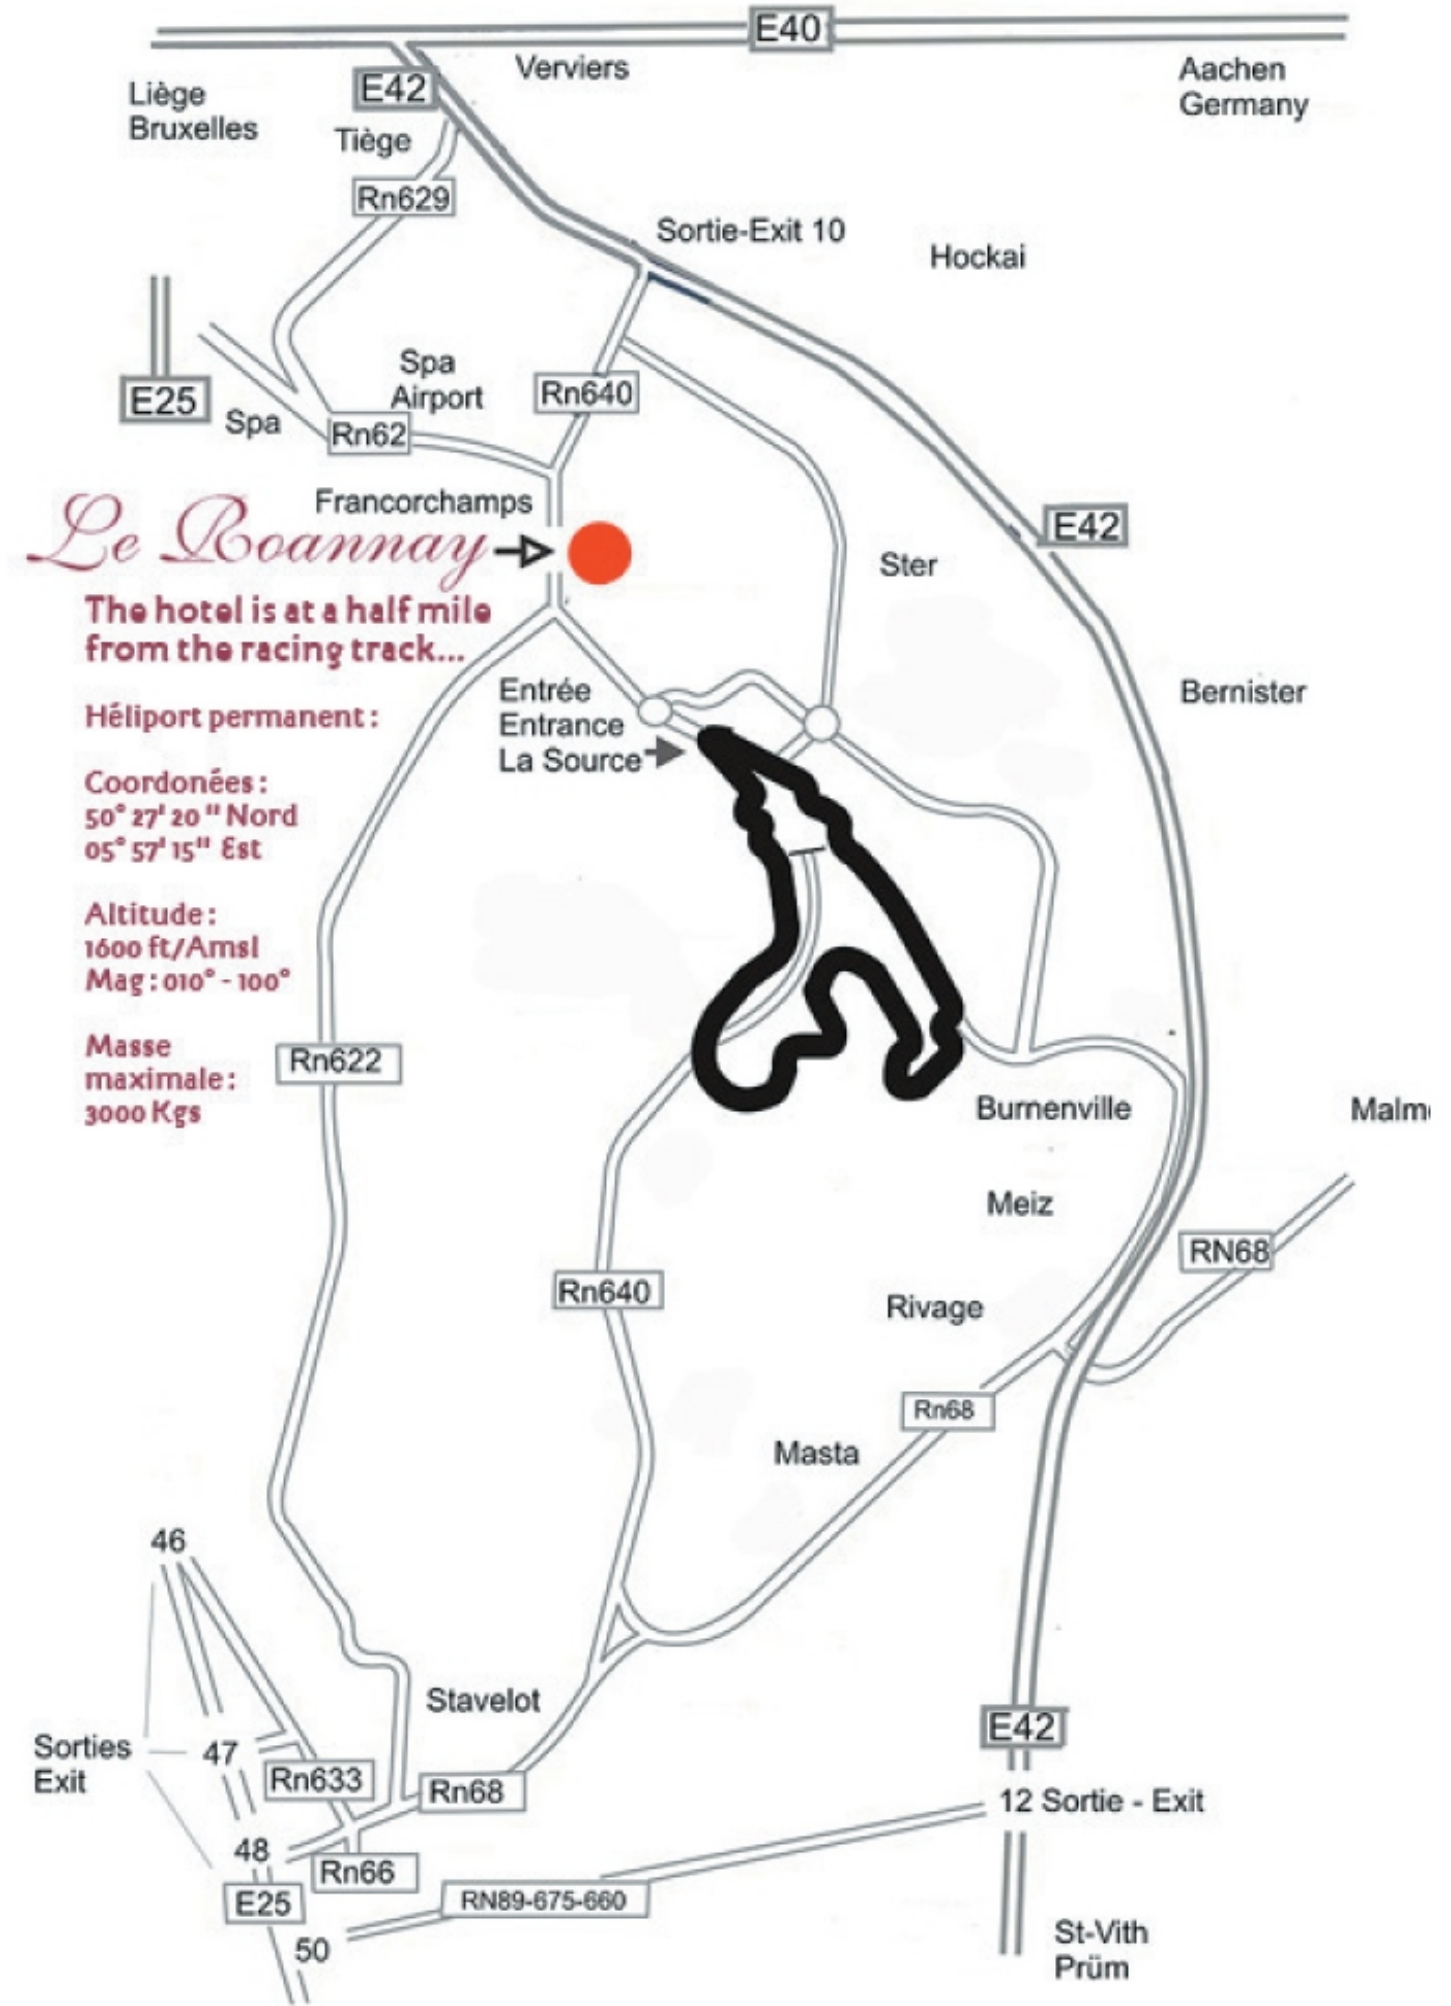 E40
Verviers
Aachen
Germany
Liège
Bruxelles
E42
Tiège
Rn629
Sortie-Exit 10
Hockai
E25
Spa
Spa
Airport
Rn640
Rn62
Francorchamps
Le Roannay
E42
Ster
The hotel is at a half mile
from the racing track...
Entrée
Entrance
La Source
Bernister
Héliport permanent :
Coordonées :
50° 27' 20 " Nord
05° 57' 15" Est
Altitude :
1600 ft/Amsl
Mag : 010° - 100°
Masse
maximale :
3000 Kgs
Rn622
Burnenville
Malm
Meiz
RN68
Rn640
Rivage
Rn68
Masta
46
Stavelot
E42
Sorties
Exit
47
Rn633
Rn68
12 Sortie - Exit
48
Rn66
E25
RN89-675-660
50
St-Vith
Prüm